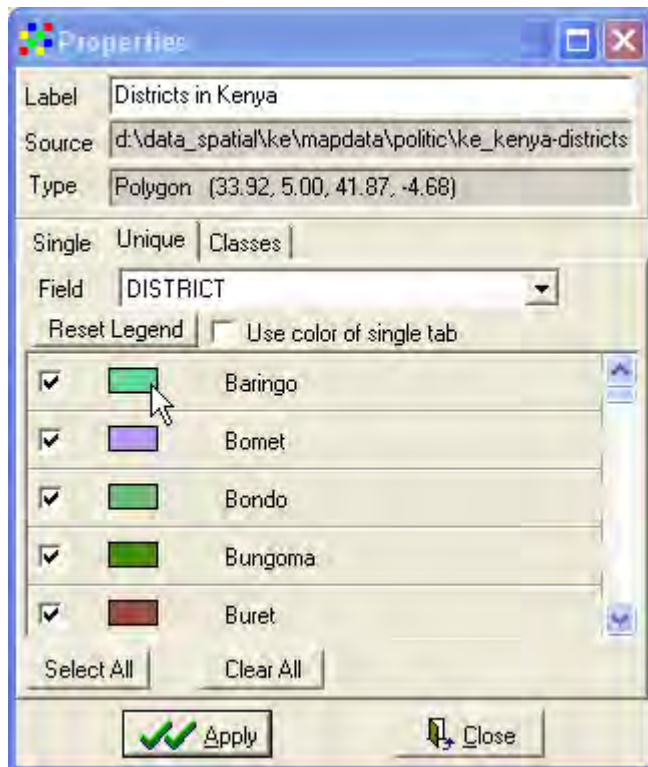 Properties
Label Districts in Kenya
Source d:\data_spatial\ke\mapdata\politic\ke_kenya-districts
Type Polygon (33.92, 5.00, 41.87, -4.68)
Single Unique Classes
Field DISTRICT
Reset Legend Use color of single tab
Baringo
Bomet
Bondo
Bungoma
Buret
Select All Clear All
Apply Close